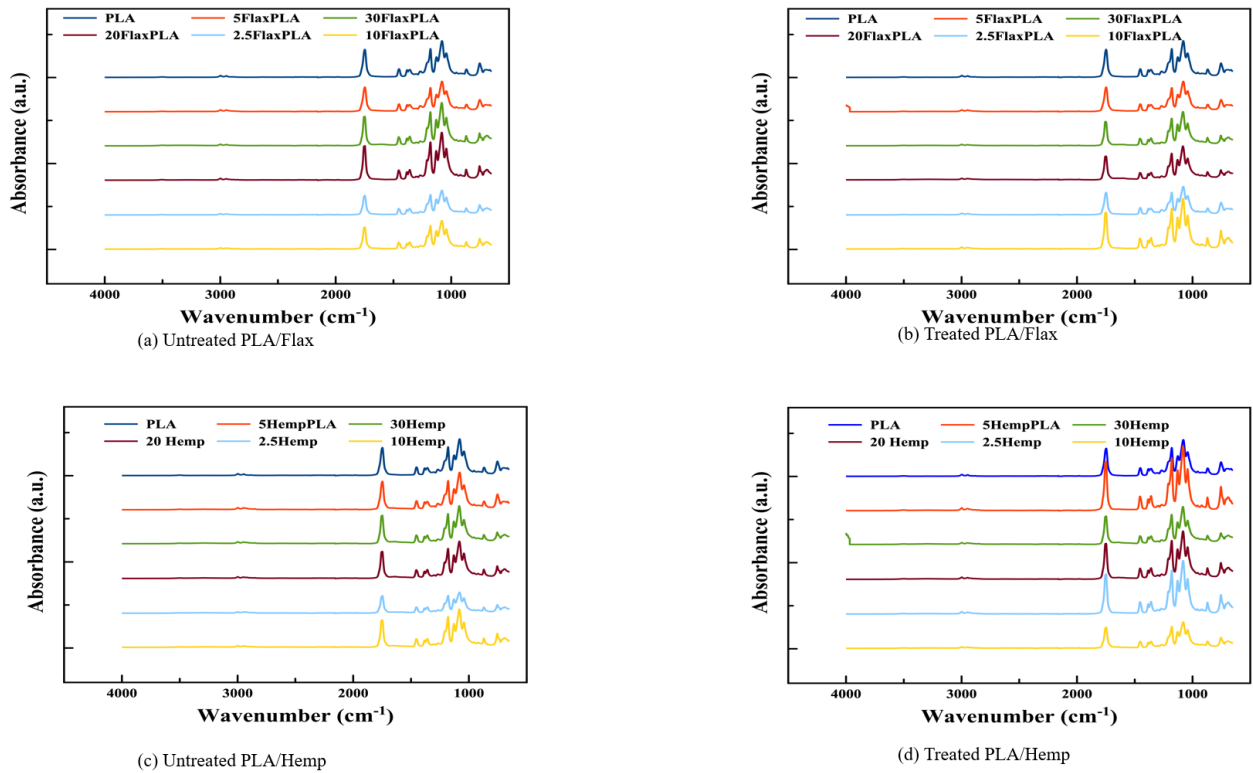 PLA 5FlaxPLA 30FlaxPLA
20FlaxPLA 2.5FlaxPLA 10FlaxPLA
Absorbance (a.u.)
4000 3000 2000 1000
Wavenumber (cm-1)
(a) Untreated PLA/Flax
PLA 5FlaxPLA 30FlaxPLA
20FlaxPLA 2.5FlaxPLA 10FlaxPLA
Absorbance (a.u.)
4000 3000 2000 1000
Wavenumber (cm-1)
(b) Treated PLA/Flax
PLA 5HempPLA 30Hemp
20 Hemp 2.5Hemp 10Hemp
Absorbance (a.u.)
4000 3000 2000 1000
Wavenumber (cm-1)
(c) Untreated PLA/Hemp
PLA 5HempPLA 30Hemp
20 Hemp 2.5Hemp 10Hemp
Absorbance (a.u.)
4000 3000 2000 1000
Wavenumber (cm-1)
(d) Treated PLA/Hemp